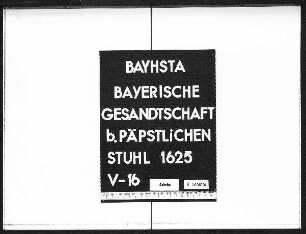 BAYHSTA
BAYERISCHE
GESANDTSCHAFT
b. PÄPSTLiCHEN
STUHL 1625
V-16